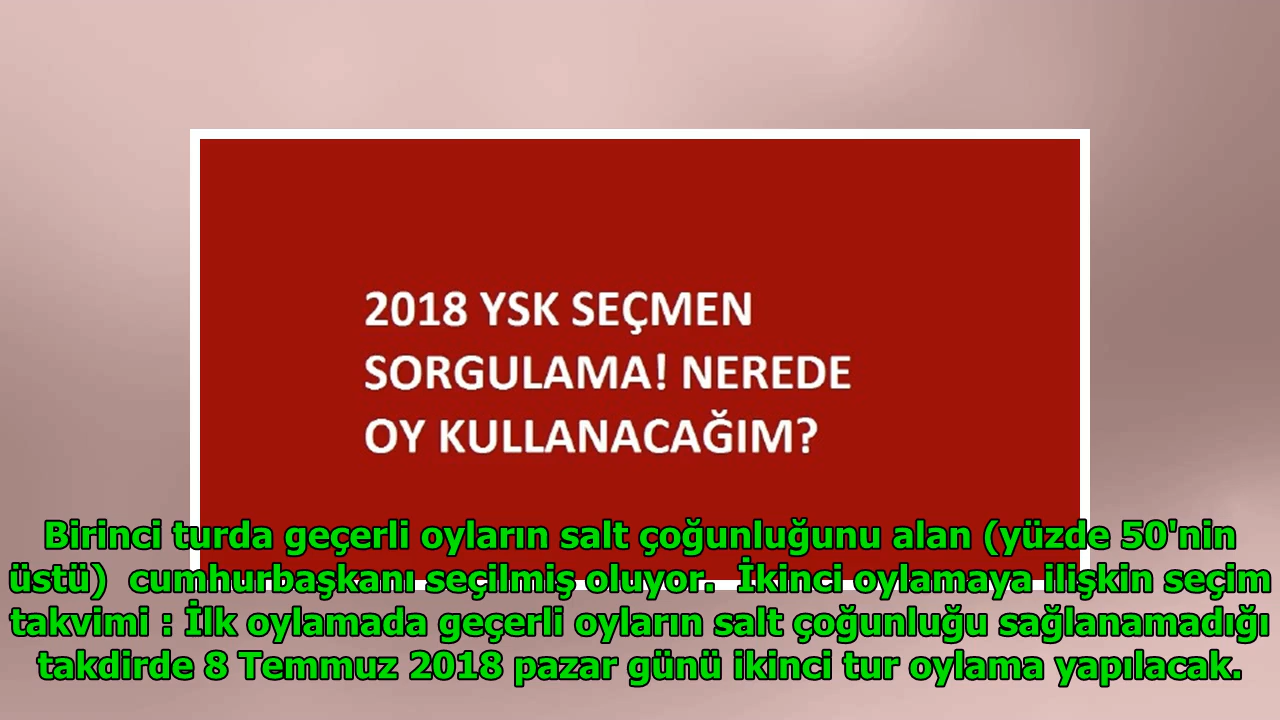 2018 YSK SEÇMEN
SORGULAMA! NEREDE
OY KULLANACAĞIM?
Birinci turda geçerli oyların salt çoğunluğunu alan (yüzde 50'nin
üstü)  cumhurbaşkanı seçilmiş oluyor.  İkinci oylamaya ilişkin seçim
takvimi : İlk oylamada geçerli oyların salt çoğunluğu sağlanamadığı
takdirde 8 Temmuz 2018 pazar günü ikinci tur oylama yapılacak.